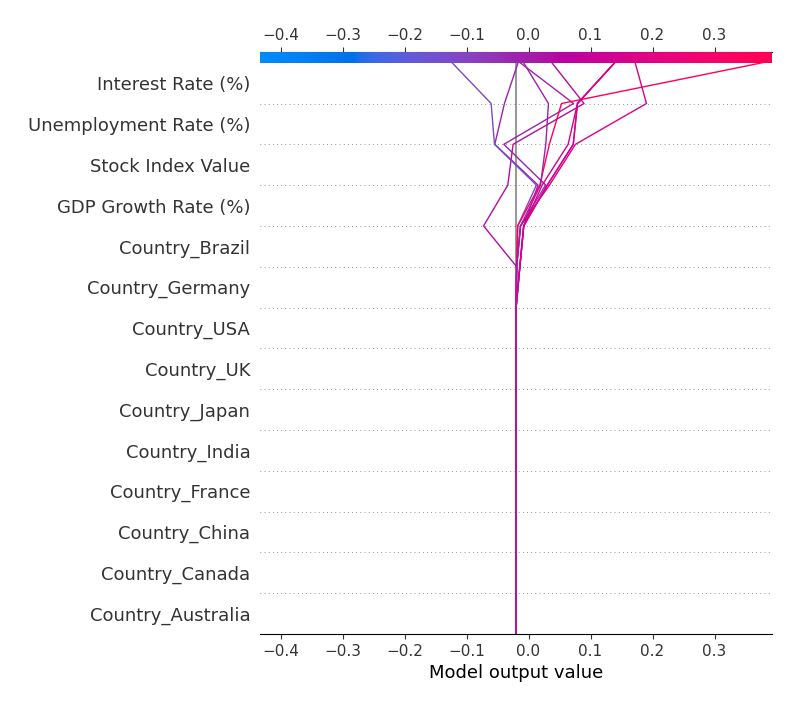 −0.4 −0.3 −0.2 −0.1 0.0 0.1 0.2 0.3
Interest Rate (%)
Unemployment Rate (%)
Stock Index Value
GDP Growth Rate (%)
Country_Brazil
Country_Germany
Country_USA
Country_UK
Country_Japan
Country_India
Country_France
Country_China
Country_Canada
Country_Australia
−0.4 −0.3 −0.2 −0.1 0.0 0.1 0.2 0.3
Model output value